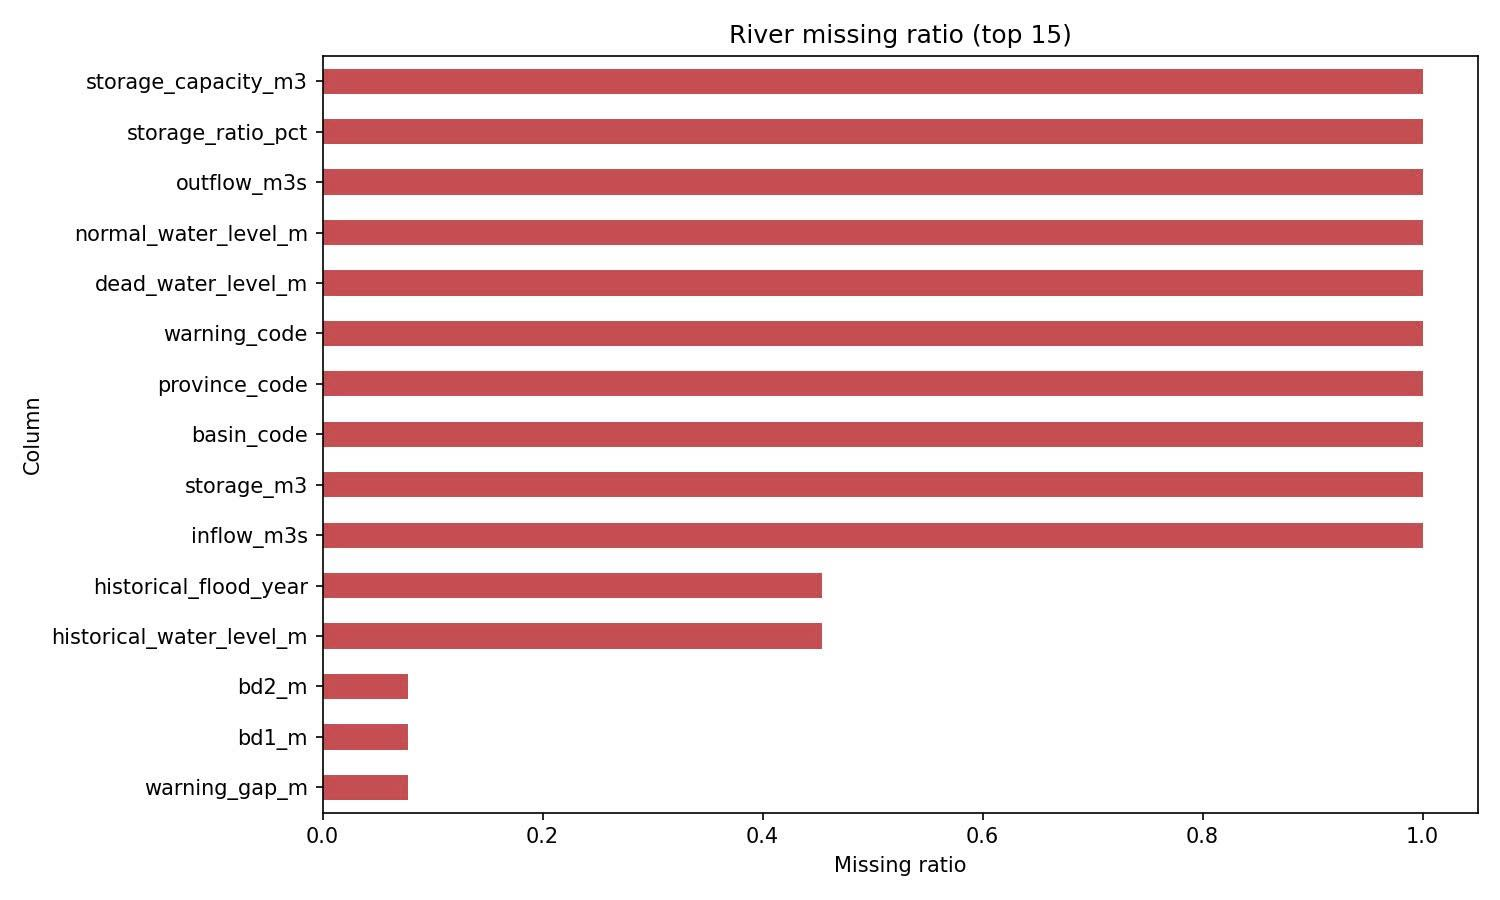 River missing ratio (top 15)
storage_capacity_m3
storage_ratio_pct
outflow_m3s
normal_water_level_m
dead_water_level_m
warning_code
province_code
basin_code
storage_m3
inflow_m3s
historical_flood_year
historical_water_level_m
bd2_m
bd1_m
warning_gap_m
Column
0.0 0.2 0.4 0.6 0.8 1.0
Missing ratio